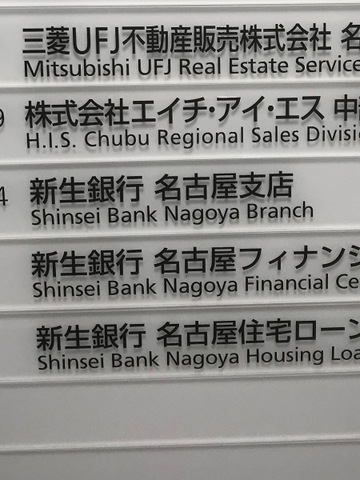 三菱UFJ不動産販売株式会社 名
Mitsubishi UFJ Real Estate Service
9 株式会社エイチ・アイ・エス 中
H.I.S. Chubu Regional Sales Divisi
4 新生銀行 名古屋支店
Shinsei Bank Nagoya Branch
新生銀行 名古屋フィナンシ
Shinsei Bank Nagoya Financial Ce
新生銀行 名古屋住宅ローン
Shinsei Bank Nagoya Housing Loa